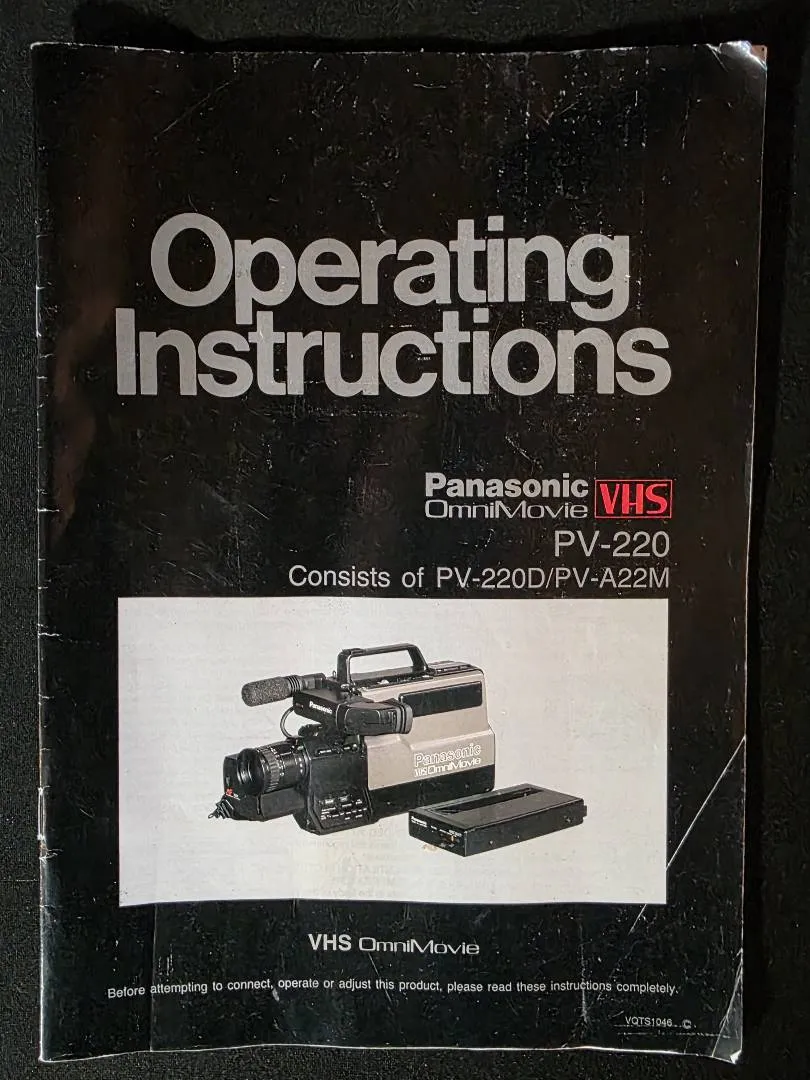 Operating
Instructions
Panasonic
OmniMovie VHS
PV-220
Consists of PV-220D/PV-A22M
Panasonic
Panasonic
VHS OmniMovie
Panasonic
VHS OmniMovie
Before attempting to connect, operate or adjust this product, please read these instructions completely.
VQTS1046